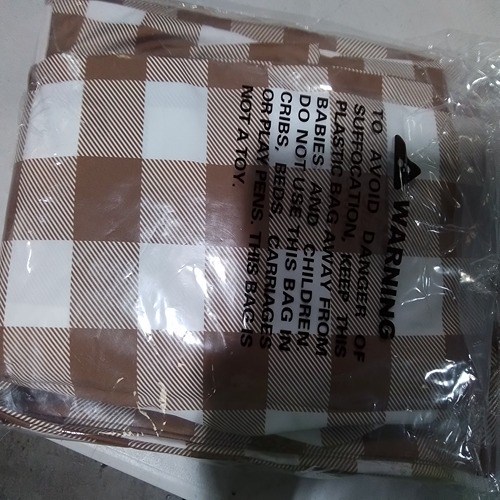 WARNING
TO AVOID DANGER OF
SUFFOCATION, KEEP THIS
PLASTIC BAG AWAY FROM
BABIES AND CHILDREN
DO NOT USE THIS BAG IN
CRIBS, BEDS, CARRIAGES
OR PLAY PENS. THIS BAG IS
NOT A TOY.